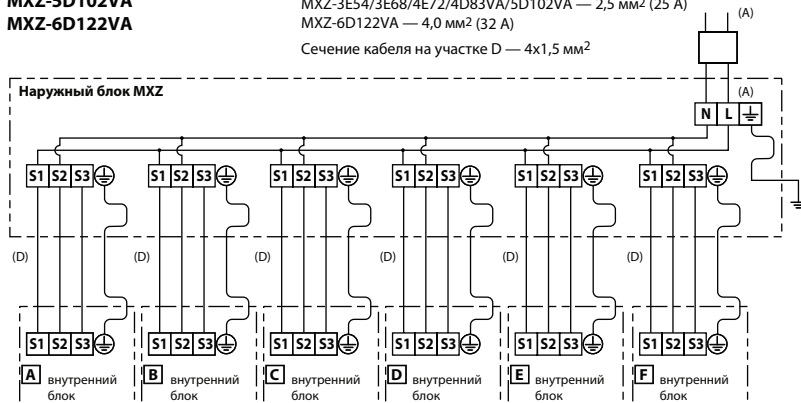 MXZ-5D102VA
MXZ-6D122VA
MXZ-3E54/3E68/4E72/4D83VA/5D102VA — 2,5 мм2 (25 А)
MXZ-6D122VA — 4,0 мм2 (32 А)
Сечение кабеля на участке D — 4х1,5 мм2
(A)
Наружный блок MXZ
(A)
N L
S1 S2 S3 S1 S2 S3 S1 S2 S3 S1 S2 S3 S1 S2 S3 S1 S2 S3
(D) (D) (D) (D) (D) (D)
S1 S2 S3 S1 S2 S3 S1 S2 S3 S1 S2 S3 S1 S2 S3 S1 S2 S3
A внутренний блок
B внутренний блок
C внутренний блок
D внутренний блок
E внутренний блок
F внутренний блок